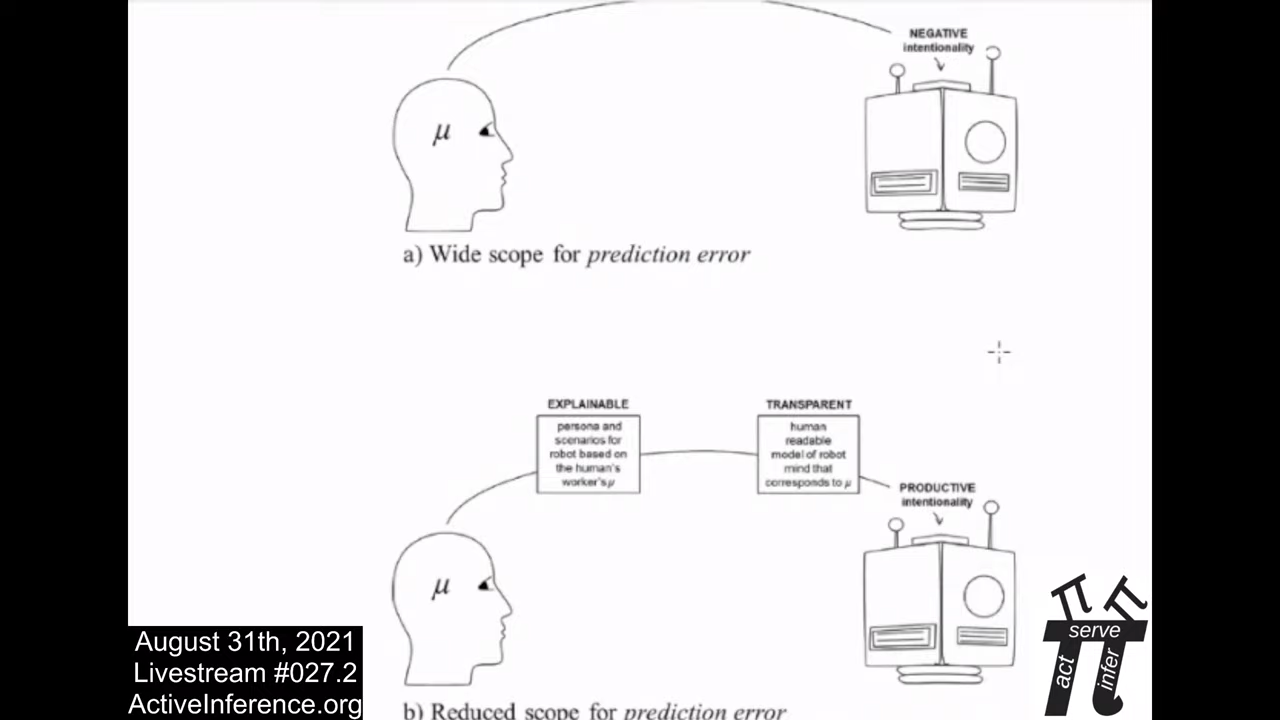 NEGATIVE
intentionality
μ
a) Wide scope for prediction error
EXPLAINABLE
persona and
scenarios for
robot based on
the human's
worker's μ
TRANSPARENT
human
readable
model of robot
mind that
corresponds to μ
PRODUCTIVE
intentionality
μ
b) Reduced scope for prediction error
August 31th, 2021
Livestream #027.2
ActiveInference.org
serve
act
infer